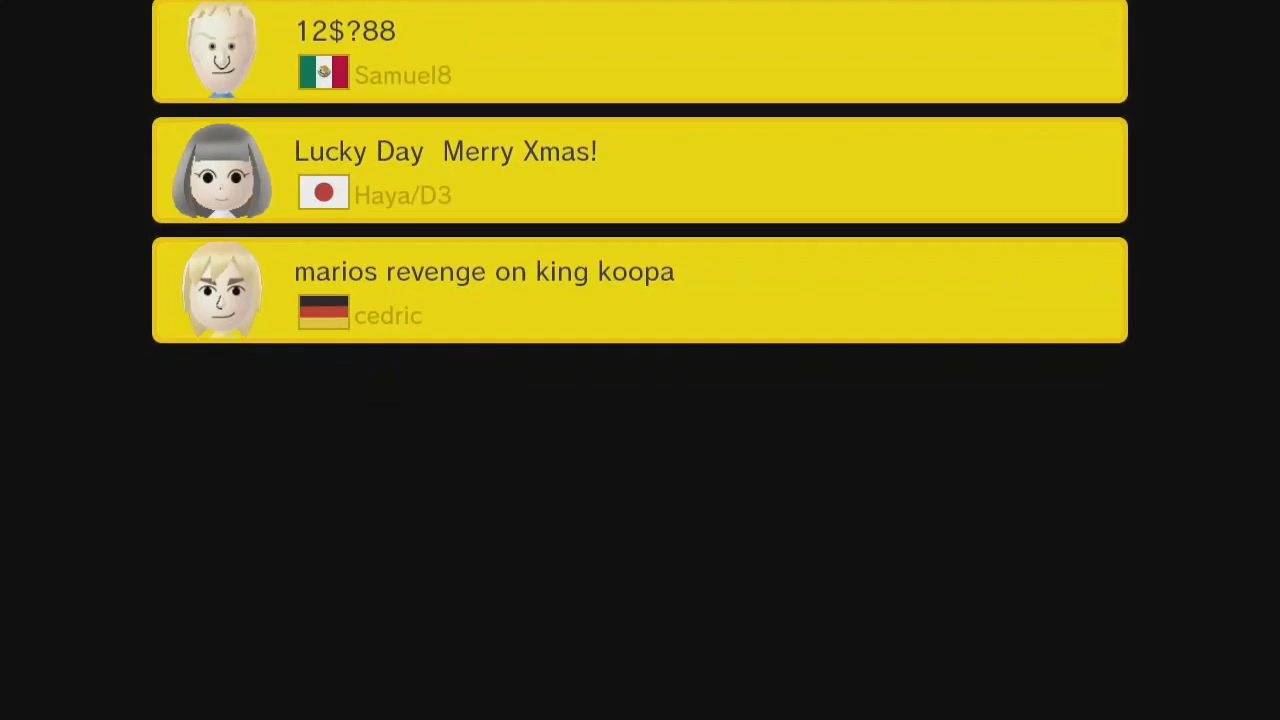 12$?88
Samuel8
Lucky Day  Merry Xmas!
Haya/D3
marios revenge on king koopa
cedric